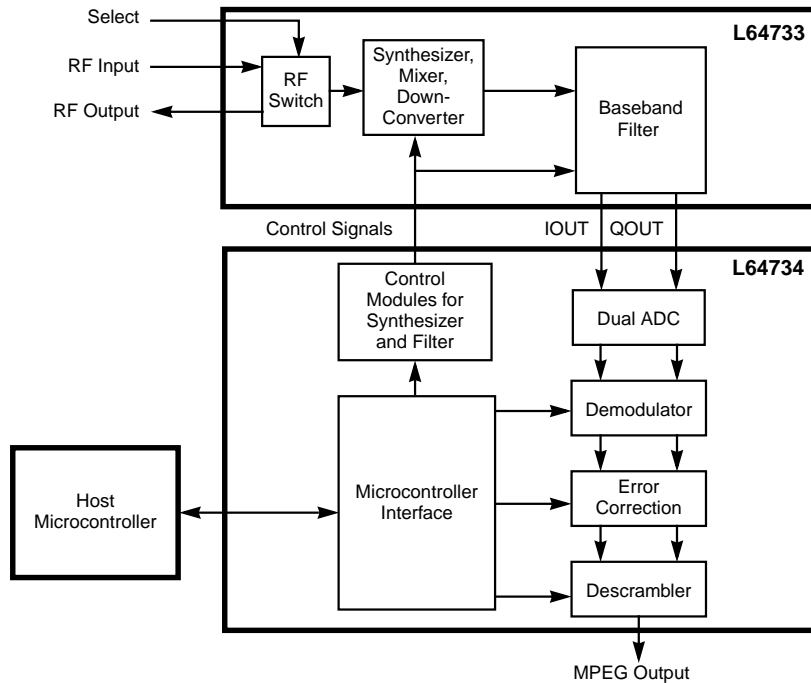 Select
L64733
RF Input
RF Output
RF
Switch
Synthesizer,
Mixer,
Down-
Converter
Baseband
Filter
Control Signals
IOUT
QOUT
L64734
Control
Modules for
Synthesizer
and Filter
Dual ADC
Demodulator
Host
Microcontroller
Microcontroller
Interface
Error
Correction
Descrambler
MPEG Output